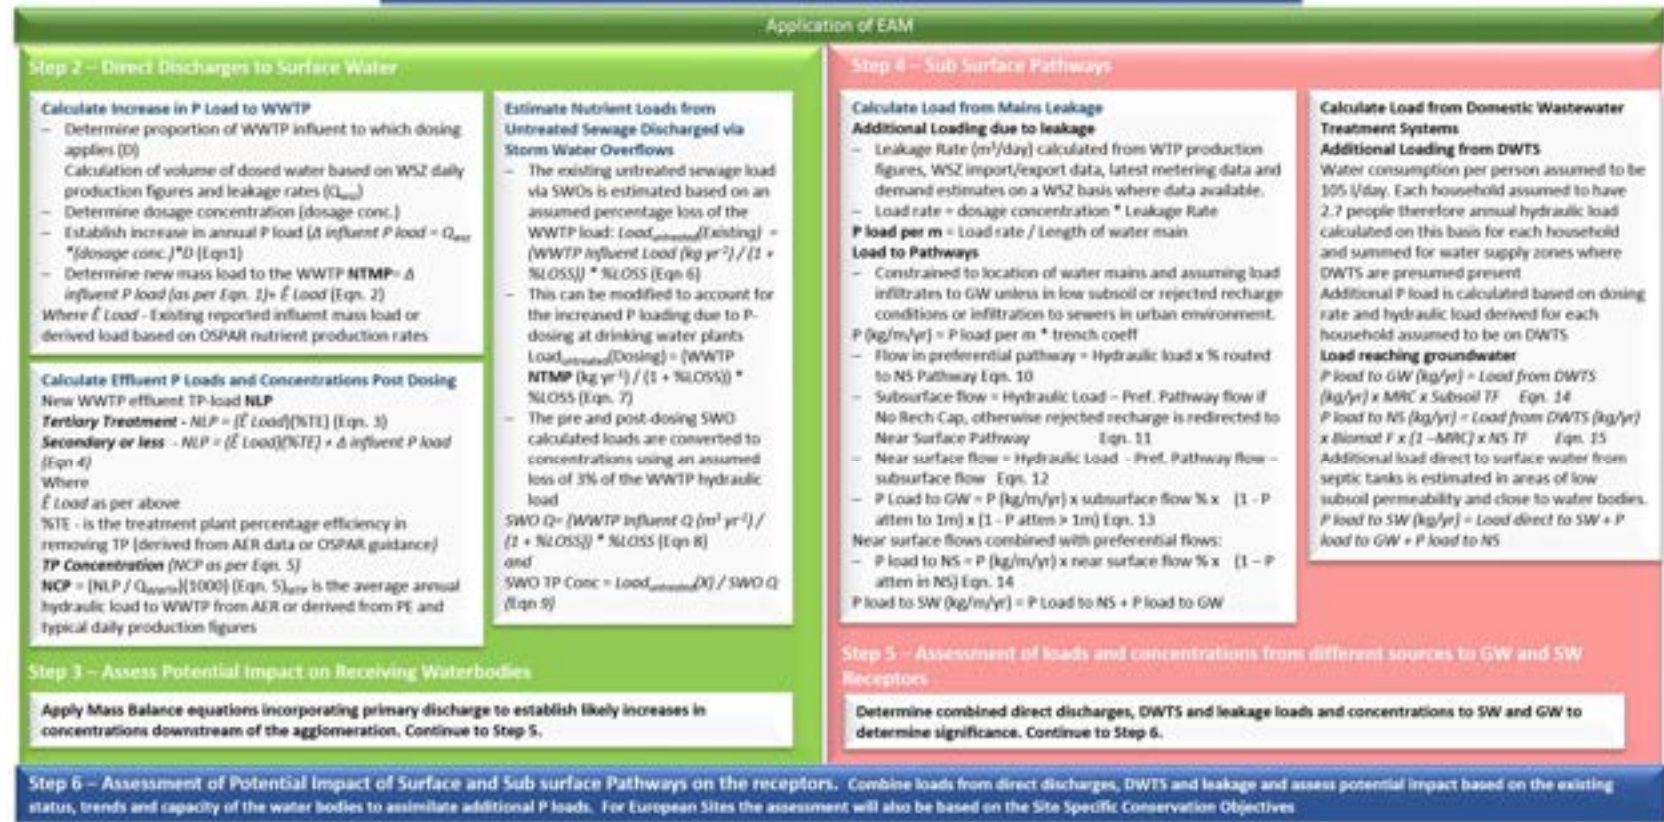 Application of EAM
Step 2 – Direct Discharges to Surface Water
Calculate Increase in P Load to WWTP
– Determine proportion of WWTP influent to which dosing
applies (D)
Calculation of volume of dosed water based on WSZ daily
production figures and leakage rates (Q
– Determine dosage concentration (dosage conc.)
– Establish increase in annual P load (Δ influent P load = Q
*(dosage conc.)*D (Eqn1)
– Determine new mass load to the WWTP NTMP= Δ
influent P load (as per Eqn. 1)+ Ḗ Load (Eqn. 2)
Where Ḗ Load - Existing reported influent mass load or
derived load based on OSPAR nutrient production rates
Calculate Effluent P Loads and Concentrations Post Dosing
New WWTP effluent TP-load NLP
Tertiary Treatment - NLP = (Ḗ Load)(%TE) (Eqn. 3)
Secondary or less - NLP = (Ḗ Load)(%TE) + Δ influent P load
(Eqn 4)
Where
Ḗ Load as per above
%TE - is the treatment plant percentage efficiency in
removing TP (derived from AER data or OSPAR guidance)
TP Concentration (NCP as per Eqn. 5)
NCP = (NLP / Q_WWTP)(1000) (Eqn. 5)_WTP is the average annual
hydraulic load to WWTP from AER or derived from PE and
typical daily production figures
Estimate Nutrient Loads from
Untreated Sewage Discharged via
Storm Water Overflows
– The existing untreated sewage load
via SWOs is estimated based on an
assumed percentage loss of the
WWTP load: Load_untreated(Existing) =
(WWTP Influent Load (kg yr⁻¹) / (1 +
%LOSS)) * %LOSS (Eqn 6)
– This can be modified to account for
the increased P loading due to P-
dosing at drinking water plants
Load_untreated(Dosing) = (WWTP
NTMP (kg yr⁻¹) / (1 + %LOSS)) *
%LOSS (Eqn. 7)
– The pre and post-dosing SWO
calculated loads are converted to
concentrations using an assumed
loss of 3% of the WWTP hydraulic
load
SWO Q= (WWTP Influent Q (m³ yr⁻¹) /
(1 + %LOSS)) * %LOSS (Eqn 8)
and
SWO TP Conc = Load_untreated(X) / SWO Q
(Eqn 9)
Step 3 – Assess Potential Impact on Receiving Waterbodies
Apply Mass Balance equations incorporating primary discharge to establish likely increases in
concentrations downstream of the agglomeration. Continue to Step 5.
Step 4 – Sub Surface Pathways
Calculate Load from Mains Leakage
Additional Loading due to leakage
– Leakage Rate (m³/day) calculated from WTP production
figures, WSZ import/export data, latest metering data and
demand estimates on a WSZ basis where data available.
– Load rate = dosage concentration * Leakage Rate
P load per m = Load rate / Length of water main
Load to Pathways
– Constrained to location of water mains and assuming load
infiltrates to GW unless in low subsoil or rejected recharge
conditions or infiltration to sewers in urban environment.
P (kg/m/yr) = P load per m * trench coeff
– Flow in preferential pathway = Hydraulic load x % routed
to NS Pathway Eqn. 10
– Subsurface flow = Hydraulic Load – Pref. Pathway flow if
No Rech Cap, otherwise rejected recharge is redirected to
Near Surface Pathway Eqn. 11
– Near surface flow = Hydraulic Load - Pref. Pathway flow –
subsurface flow Eqn. 12
– P Load to GW = P (kg/m/yr) x subsurface flow % x (1 - P
atten to 1m) x (1 - P atten > 1m) Eqn. 13
Near surface flows combined with preferential flows:
– P load to NS = P (kg/m/yr) x near surface flow % x (1 – P
atten in NS) Eqn. 14
P load to SW (kg/m/yr) = P Load to NS + P load to GW
Calculate Load from Domestic Wastewater
Treatment Systems
Additional Loading from DWTS
Water consumption per person assumed to be
105 l/day. Each household assumed to have
2.7 people therefore annual hydraulic load
calculated on this basis for each household
and summed for water supply zones where
DWTS are presumed present
Additional P load is calculated based on dosing
rate and hydraulic load derived for each
household assumed to be on DWTS
Load reaching groundwater
P load to GW (kg/yr) = Load from DWTS
(kg/yr) x MRC x Subsoil TF Eqn. 14
P load to NS (kg/yr) = Load from DWTS (kg/yr)
x Biomat F x (1 –MRC) x NS TF Eqn. 15
Additional load direct to surface water from
septic tanks is estimated in areas of low
subsoil permeability and close to water bodies.
P load to SW (kg/yr) = Load direct to SW + P
load to GW + P load to NS
Step 5 – Assessment of loads and concentrations from different sources to GW and SW
Receptors
Determine combined direct discharges, DWTS and leakage loads and concentrations to SW and GW to
determine significance. Continue to Step 6.
Step 6 – Assessment of Potential Impact of Surface and Sub surface Pathways on the receptors. Combine loads from direct discharges, DWTS and leakage and assess potential impact based on the existing
status, trends and capacity of the water bodies to assimilate additional P loads. For European Sites the assessment will also be based on the Site Specific Conservation Objectives